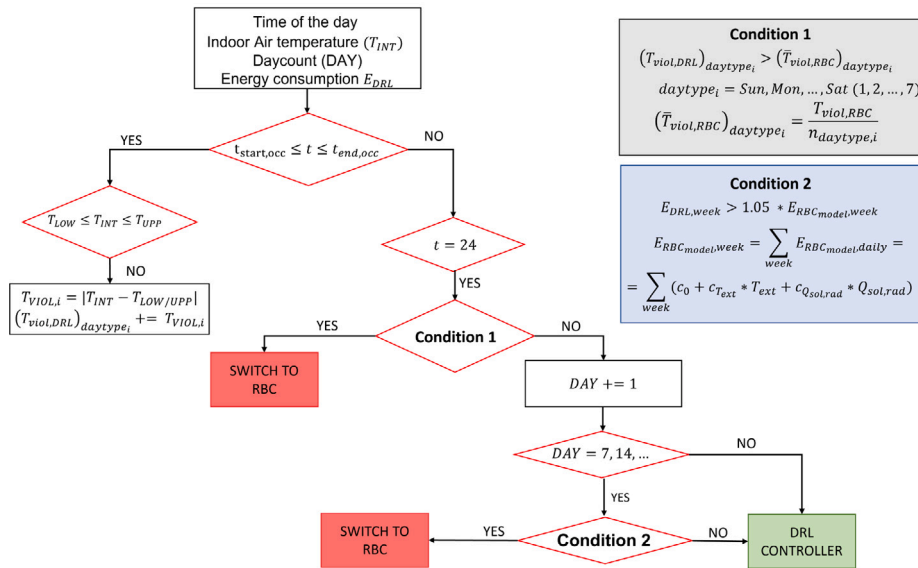 Time of the day
Indoor Air temperature (T_INT)
Daycount (DAY)
Energy consumption E_DRL
YES
t_start,occ ≤ t ≤ t_end,occ
NO
T_LOW ≤ T_INT ≤ T_UPP
NO
T_VIOL,i = |T_INT − T_LOW/UPP|
(T_viol,DRL)_daytype_i += T_VIOL,i
t = 24
YES
YES
Condition 1
NO
SWITCH TO
RBC
DAY += 1
DAY = 7, 14, …
NO
YES
SWITCH TO
RBC
YES
Condition 2
NO
DRL
CONTROLLER
Condition 1
(T_viol,DRL)_daytype_i > (T̄_viol,RBC)_daytype_i
daytype_i = Sun, Mon, … , Sat (1, 2, … , 7)
(T̄_viol,RBC)_daytype_i = T_viol,RBC / n_daytype,i
Condition 2
E_DRL,week > 1.05 * E_RBC_model,week
E_RBC_model,week = ∑_week E_RBC_model,daily =
= ∑_week (c_0 + c_T_ext * T_ext + c_Q_sol,rad * Q_sol,rad)